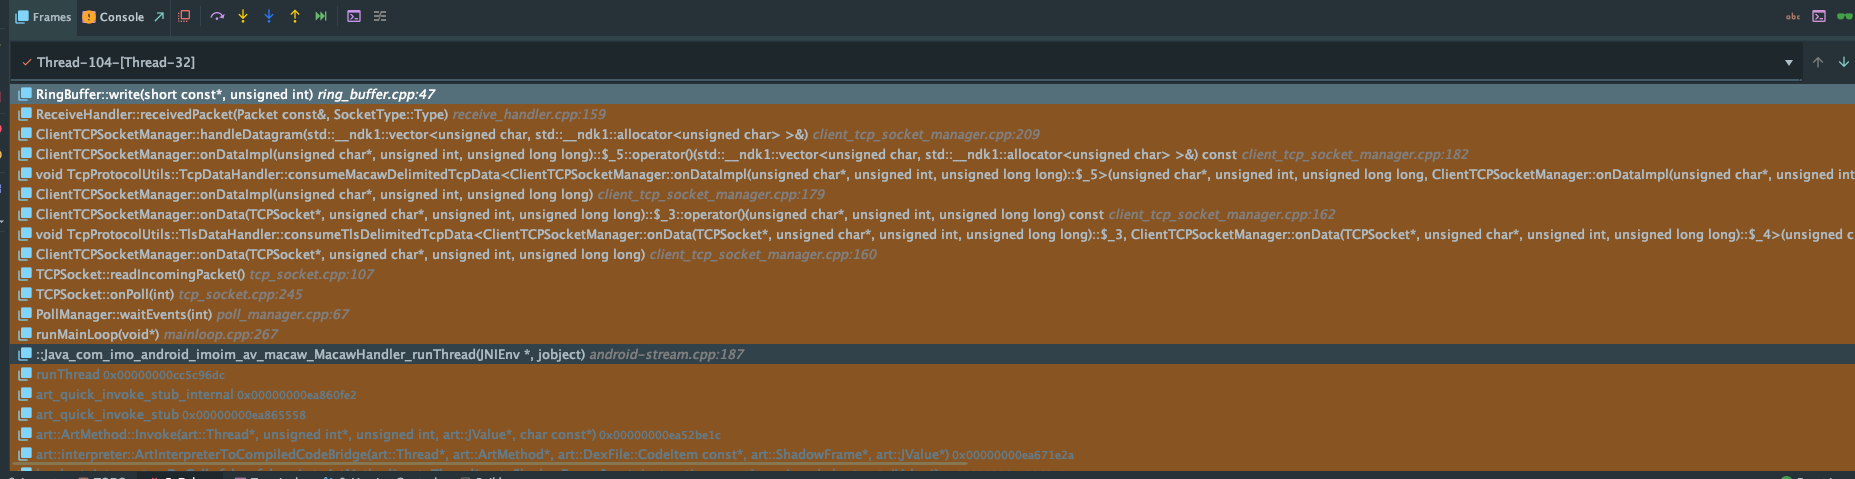 Frames Console abc
Thread-104-[Thread-32]
RingBuffer::write(short const*, unsigned int) ring_buffer.cpp:47
ReceiveHandler::receivedPacket(Packet const&, SocketType::Type) receive_handler.cpp:159
ClientTCPSocketManager::handleDatagram(std::__ndk1::vector<unsigned char, std::__ndk1::allocator<unsigned char> >&) client_tcp_socket_manager.cpp:209
ClientTCPSocketManager::onDataImpl(unsigned char*, unsigned int, unsigned long long)::$_5::operator()(std::__ndk1::vector<unsigned char, std::__ndk1::allocator<unsigned char> >&) const client_tcp_socket_manager.cpp:182
void TcpProtocolUtils::TcpDataHandler::consumeMacawDelimitedTcpData<ClientTCPSocketManager::onDataImpl(unsigned char*, unsigned int, unsigned long long)::$_5>(unsigned char*, unsigned int, unsigned long long, ClientTCPSocketManager::onDataImpl(unsigned char*, unsigned int
ClientTCPSocketManager::onDataImpl(unsigned char*, unsigned int, unsigned long long) client_tcp_socket_manager.cpp:179
ClientTCPSocketManager::onData(TCPSocket*, unsigned char*, unsigned int, unsigned long long)::$_3::operator()(unsigned char*, unsigned int, unsigned long long) const client_tcp_socket_manager.cpp:162
void TcpProtocolUtils::TlsDataHandler::consumeTlsDelimitedTcpData<ClientTCPSocketManager::onData(TCPSocket*, unsigned char*, unsigned int, unsigned long long)::$_3, ClientTCPSocketManager::onData(TCPSocket*, unsigned char*, unsigned int, unsigned long long)::$_4>(unsigned c
ClientTCPSocketManager::onData(TCPSocket*, unsigned char*, unsigned int, unsigned long long) client_tcp_socket_manager.cpp:160
TCPSocket::readIncomingPacket() tcp_socket.cpp:107
TCPSocket::onPoll(int) tcp_socket.cpp:245
PollManager::waitEvents(int) poll_manager.cpp:67
runMainLoop(void*) mainloop.cpp:267
::Java_com_imo_android_imoim_av_macaw_MacawHandler_runThread(JNIEnv *, jobject) android-stream.cpp:187
runThread 0x00000000cc5c96dc
art_quick_invoke_stub_internal 0x00000000ea860fe2
art_quick_invoke_stub 0x00000000ea865558
art::ArtMethod::Invoke(art::Thread*, unsigned int*, unsigned int, art::JValue*, char const*) 0x00000000ea52be1c
art::interpreter::ArtInterpreterToCompiledCodeBridge(art::Thread*, art::ArtMethod*, art::DexFile::CodeItem const*, art::ShadowFrame*, art::JValue*) 0x00000000ea671e2a